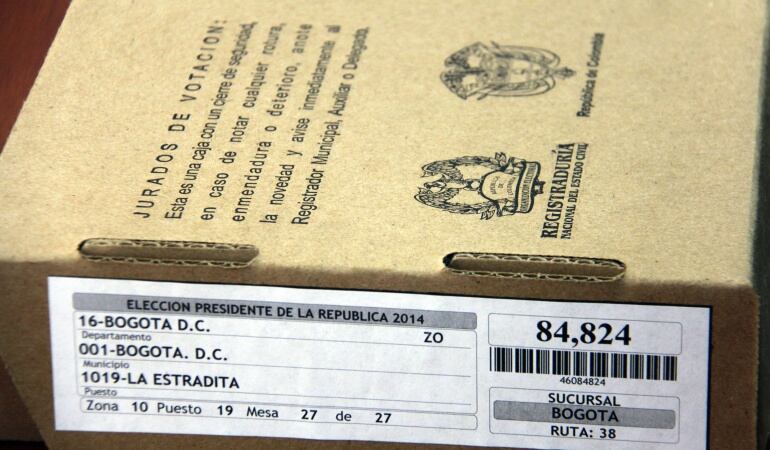 JURADOS DE VOTACION:
Esta es una caja con un cierre de seguridad,
en caso de notar cualquier rotura,
enmendadura o deterioro, anote
la novedad y avise inmediatamente al
Registrador Municipal, Auxiliar o Delegado.
República de Colombia
REGISTRADURÍA
NACIONAL DEL ESTADO CIVIL
ELECCION PRESIDENTE DE LA REPUBLICA 2014
16-BOGOTA D.C.
Departamento
ZO
001-BOGOTA. D.C.
Municipio
1019-LA ESTRADITA
Puesto
Zona 10 Puesto 19 Mesa 27 de 27
84,824
46084824
SUCURSAL
BOGOTA
RUTA: 38